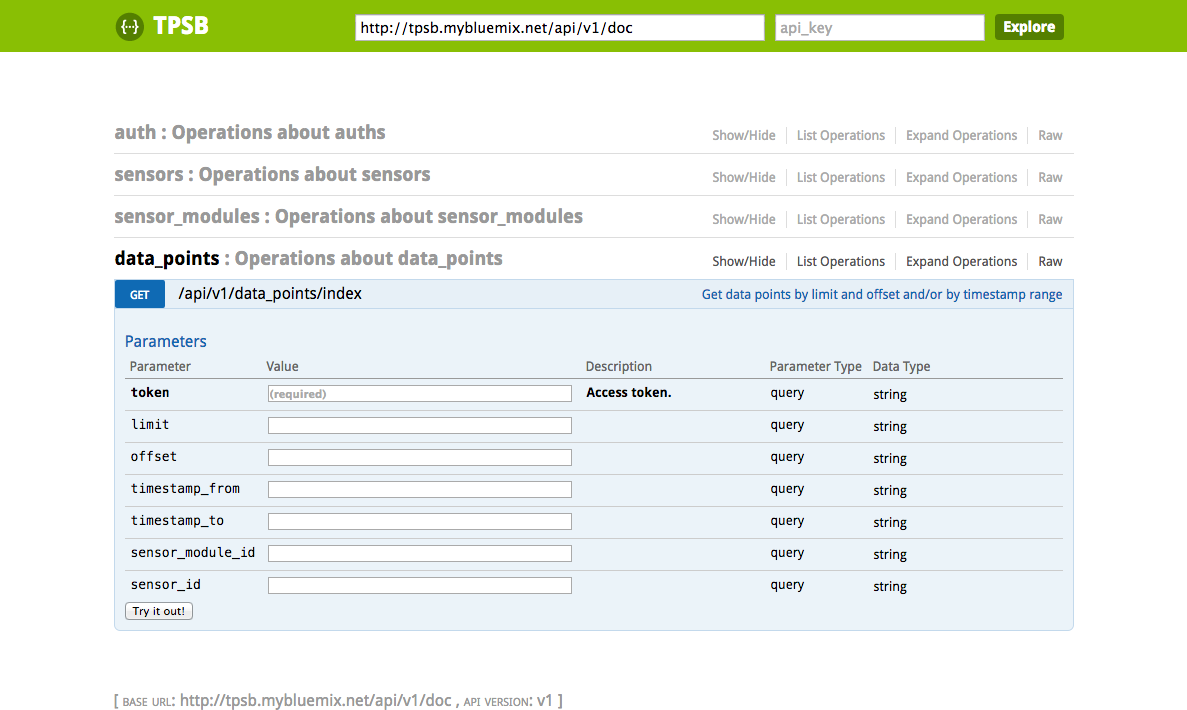 {···} TPSB http://tpsb.mybluemix.net/api/v1/doc api_key Explore
auth : Operations about auths Show/Hide List Operations Expand Operations Raw
sensors : Operations about sensors Show/Hide List Operations Expand Operations Raw
sensor_modules : Operations about sensor_modules Show/Hide List Operations Expand Operations Raw
data_points : Operations about data_points Show/Hide List Operations Expand Operations Raw
GET /api/v1/data_points/index Get data points by limit and offset and/or by timestamp range
Parameters
Parameter Value Description Parameter Type Data Type
token (required) Access token. query string
limit query string
offset query string
timestamp_from query string
timestamp_to query string
sensor_module_id query string
sensor_id query string
Try it out!
[ BASE URL: http://tpsb.mybluemix.net/api/v1/doc , API VERSION: v1 ]